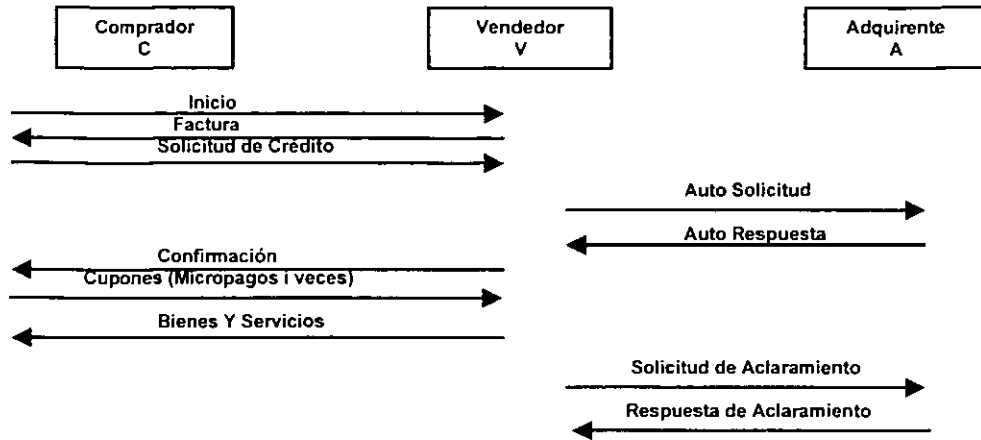 Comprador
C
Vendedor
V
Adquirente
A
Inicio
Factura
Solicitud de Crédito
Auto Solicitud
Auto Respuesta
Confirmación
Cupones (Micropagos i veces)
Bienes Y Servicios
Solicitud de Aclaramiento
Respuesta de Aclaramiento